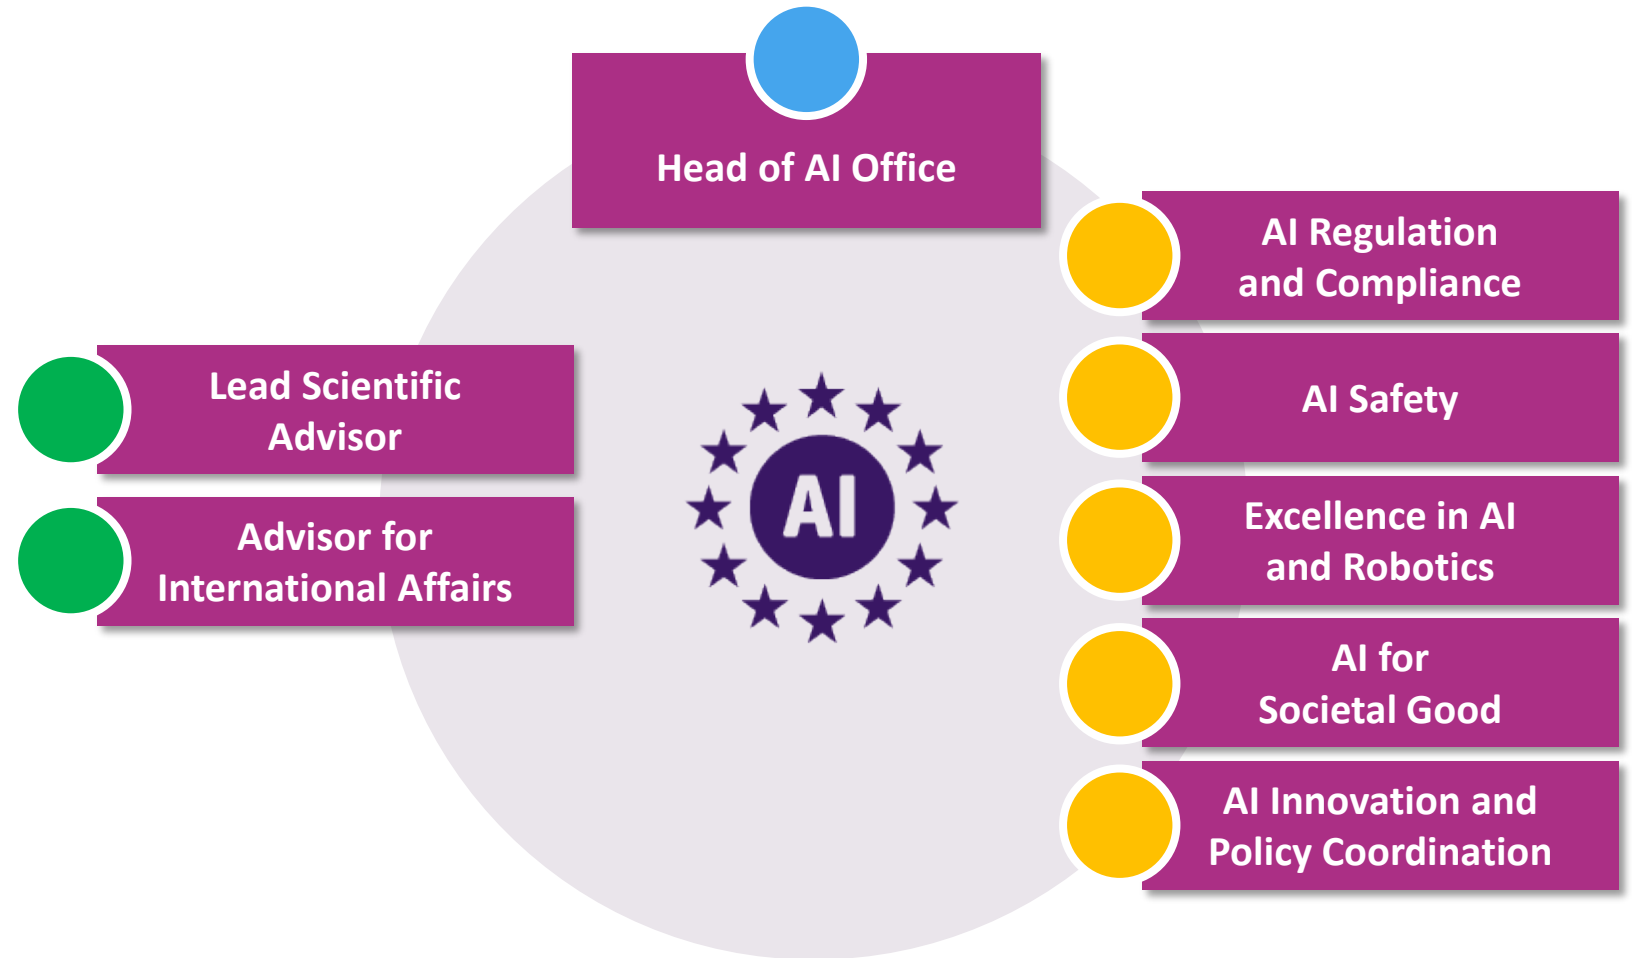 Head of AI Office
Lead Scientific
Advisor
Advisor for
International Affairs
AI
AI Regulation
and Compliance
AI Safety
Excellence in AI
and Robotics
AI for
Societal Good
AI Innovation and
Policy Coordination